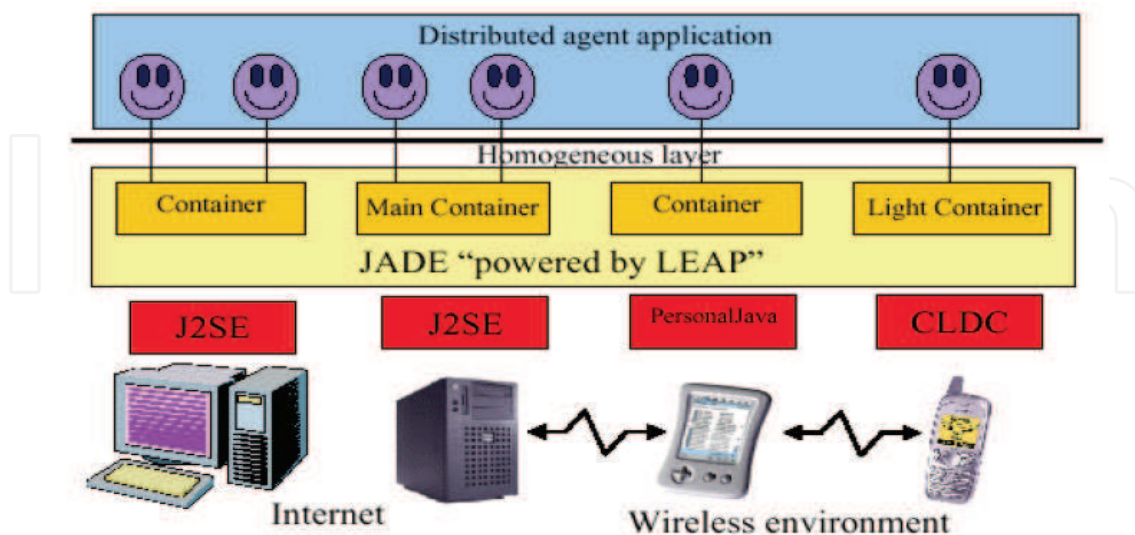 Distributed agent application
Homogeneous layer
Container
Main Container
Container
Light Container
JADE “powered by LEAP”
J2SE
J2SE
PersonalJava
CLDC
Internet
Wireless environment